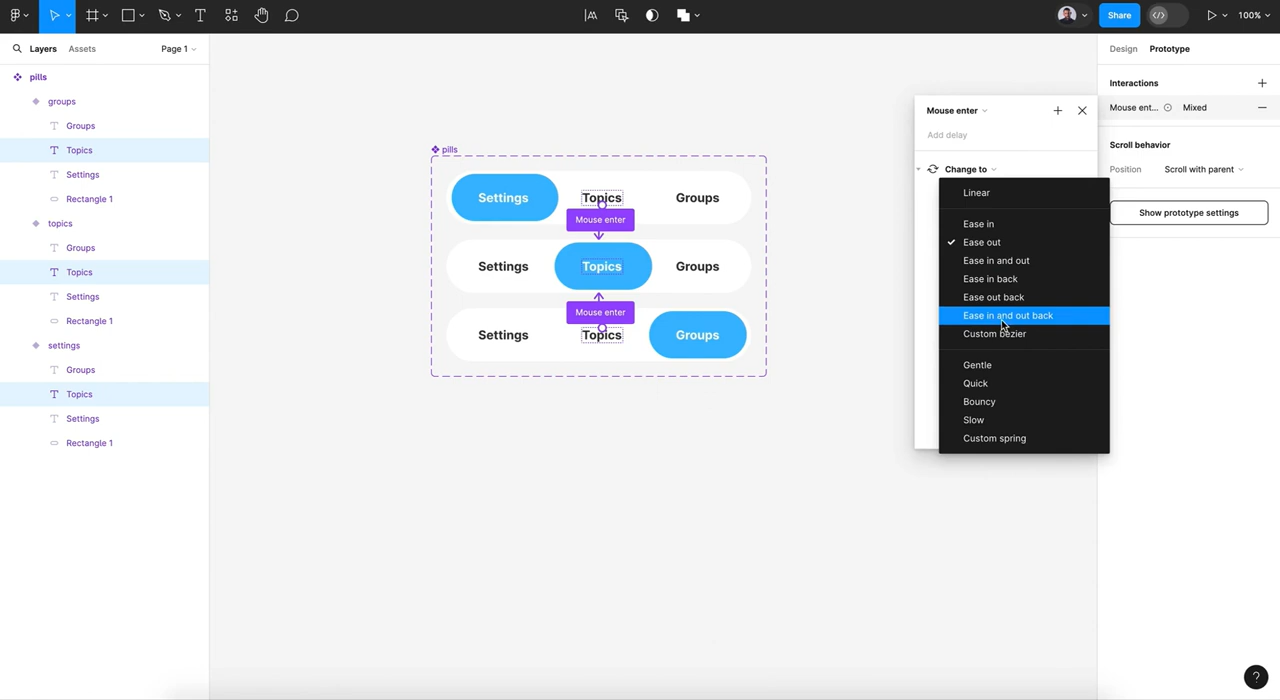 Share
100%
Layers
Assets
Page 1
pills
groups
Groups
Topics
Settings
Rectangle 1
topics
Groups
Topics
Settings
Rectangle 1
settings
Groups
Topics
Settings
Rectangle 1
pills
Settings Topics Groups
Mouse enter
Settings Topics Groups
Mouse enter
Settings Topics Groups
Mouse enter
Add delay
Change to
Linear
Ease in
Ease out
Ease in and out
Ease in back
Ease out back
Ease in and out back
Custom bezier
Gentle
Quick
Bouncy
Slow
Custom spring
Design Prototype
Interactions
Mouse ent... Mixed
Scroll behavior
Position Scroll with parent
Show prototype settings
?